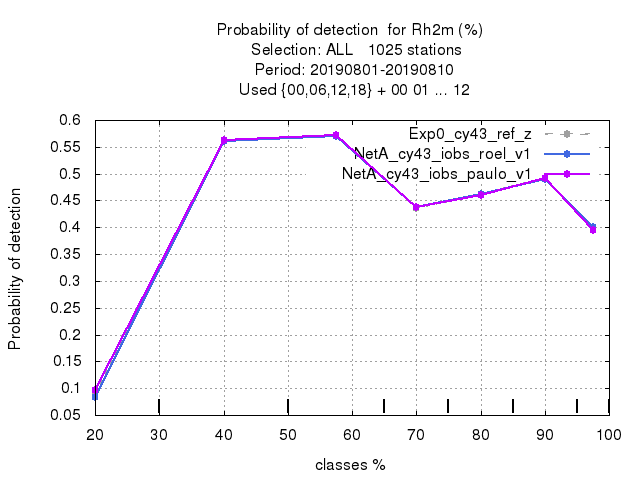 Probability of detection  for Rh2m (%)
Selection: ALL   1025 stations
Period: 20190801-20190810
Used {00,06,12,18} + 00 01 ... 12
Exp0_cy43_ref_z
NetA_cy43_iobs_roel_v1
NetA_cy43_iobs_paulo_v1
Probability of detection
0.6
0.55
0.5
0.45
0.4
0.35
0.3
0.25
0.2
0.15
0.1
0.05
20 30 40 50 60 70 80 90 100
classes %